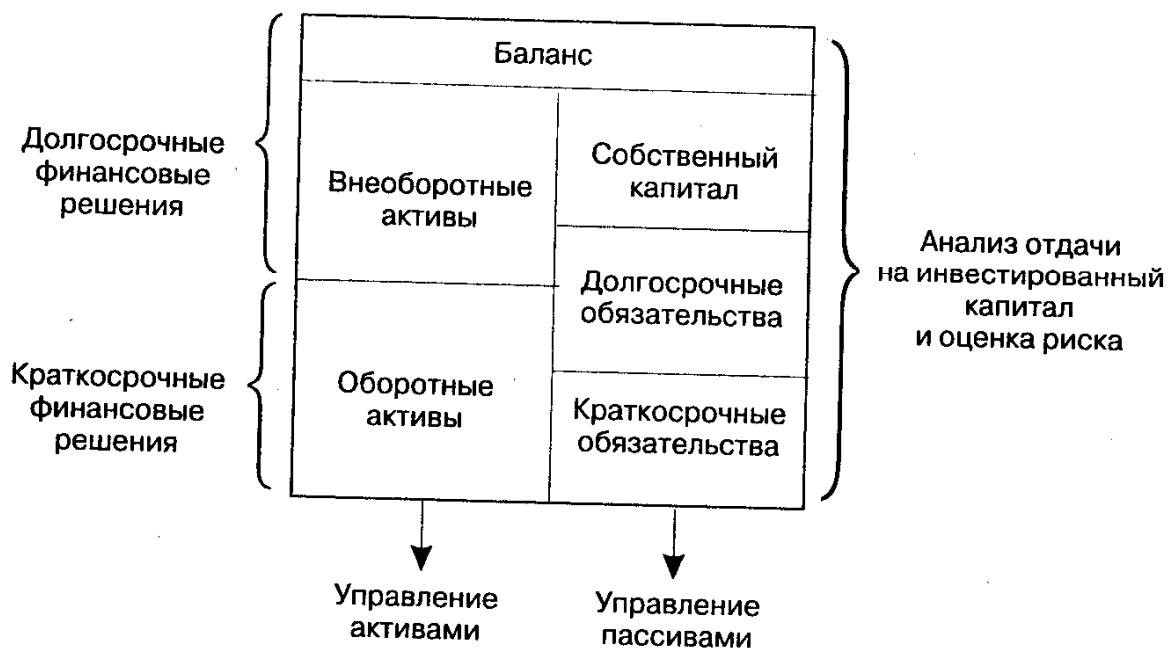 Баланс
Долгосрочные
финансовые
решения
Внеоборотные
активы
Собственный
капитал
Долгосрочные
обязательства
Анализ отдачи
на инвестированный
капитал
и оценка риска
Краткосрочные
финансовые
решения
Оборотные
активы
Краткосрочные
обязательства
Управление
активами
Управление
пассивами